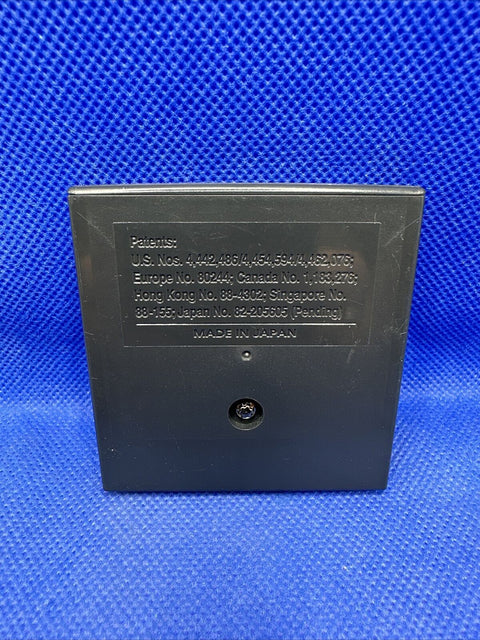 Patents:
U.S. Nos. 4,442,486/4,454,594/4,462,076;
Europe No. 80244; Canada No. 1,183,276;
Hong Kong No. 88-4302; Singapore No.
88-155; Japan No. 82-205605 (Pending)
MADE IN JAPAN